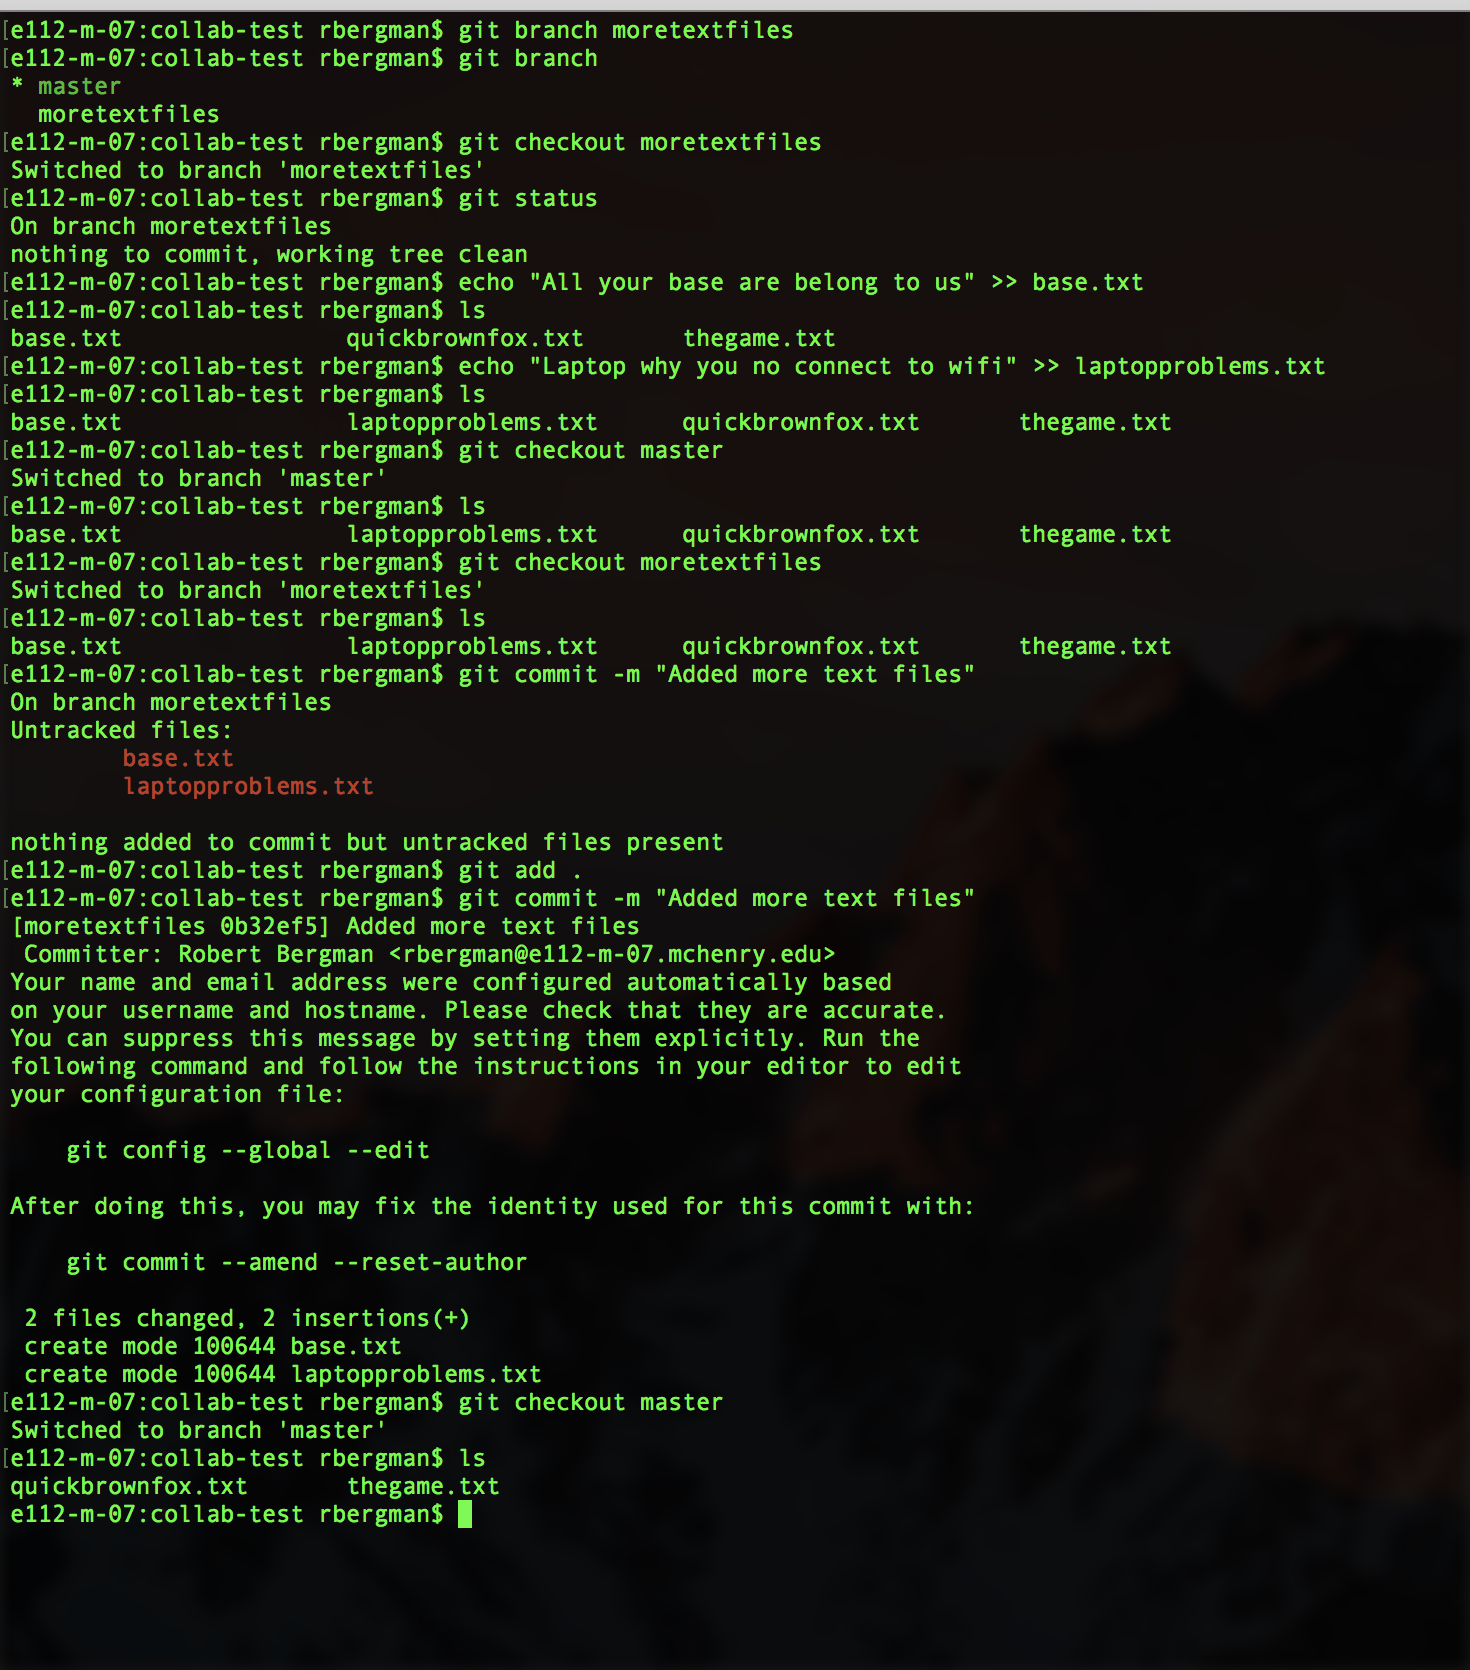 [e112-m-07:collab-test rbergman$ git branch moretextfiles
[e112-m-07:collab-test rbergman$ git branch
* master
  moretextfiles
[e112-m-07:collab-test rbergman$ git checkout moretextfiles
Switched to branch 'moretextfiles'
[e112-m-07:collab-test rbergman$ git status
On branch moretextfiles
nothing to commit, working tree clean
[e112-m-07:collab-test rbergman$ echo "All your base are belong to us" >> base.txt
[e112-m-07:collab-test rbergman$ ls
base.txt                quickbrownfox.txt       thegame.txt
[e112-m-07:collab-test rbergman$ echo "Laptop why you no connect to wifi" >> laptopproblems.txt
[e112-m-07:collab-test rbergman$ ls
base.txt                laptopproblems.txt      quickbrownfox.txt       thegame.txt
[e112-m-07:collab-test rbergman$ git checkout master
Switched to branch 'master'
[e112-m-07:collab-test rbergman$ ls
base.txt                laptopproblems.txt      quickbrownfox.txt       thegame.txt
[e112-m-07:collab-test rbergman$ git checkout moretextfiles
Switched to branch 'moretextfiles'
[e112-m-07:collab-test rbergman$ ls
base.txt                laptopproblems.txt      quickbrownfox.txt       thegame.txt
[e112-m-07:collab-test rbergman$ git commit -m "Added more text files"
On branch moretextfiles
Untracked files:
        base.txt
        laptopproblems.txt

nothing added to commit but untracked files present
[e112-m-07:collab-test rbergman$ git add .
[e112-m-07:collab-test rbergman$ git commit -m "Added more text files"
[moretextfiles 0b32ef5] Added more text files
 Committer: Robert Bergman <rbergman@e112-m-07.mchenry.edu>
Your name and email address were configured automatically based
on your username and hostname. Please check that they are accurate.
You can suppress this message by setting them explicitly. Run the
following command and follow the instructions in your editor to edit
your configuration file:

    git config --global --edit

After doing this, you may fix the identity used for this commit with:

    git commit --amend --reset-author

 2 files changed, 2 insertions(+)
 create mode 100644 base.txt
 create mode 100644 laptopproblems.txt
[e112-m-07:collab-test rbergman$ git checkout master
Switched to branch 'master'
[e112-m-07:collab-test rbergman$ ls
quickbrownfox.txt       thegame.txt
e112-m-07:collab-test rbergman$